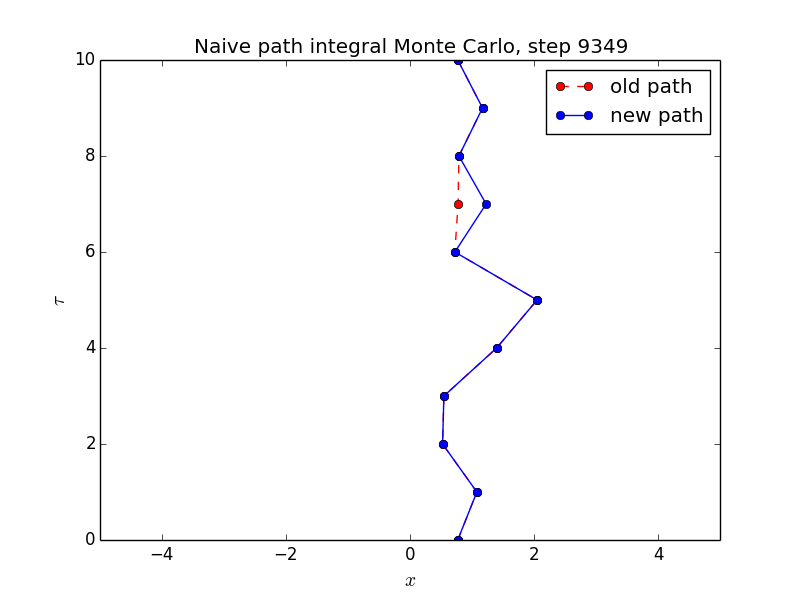 Naive path integral Monte Carlo, step 9349
old path
new path
10
8
6
4
2
0
τ
−4 −2 0 2 4
x